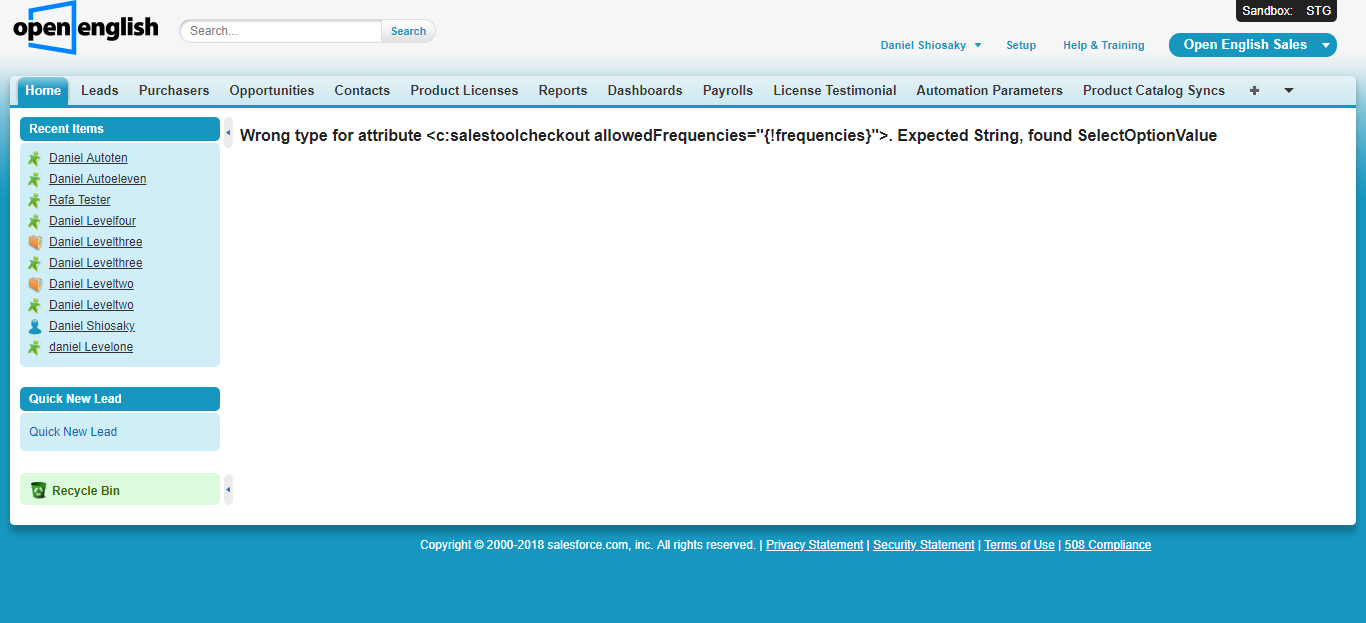 open english
Search...
Search
Sandbox: STG
Daniel Shiosaky
Setup
Help & Training
Open English Sales
Home
Leads
Purchasers
Opportunities
Contacts
Product Licenses
Reports
Dashboards
Payrolls
License Testimonial
Automation Parameters
Product Catalog Syncs
Recent Items
Daniel Autoten
Daniel Autoeleven
Rafa Tester
Daniel Levelfour
Daniel Levelthree
Daniel Levelthree
Daniel Leveltwo
Daniel Leveltwo
Daniel Shiosaky
daniel Levelone
Quick New Lead
Quick New Lead
Recycle Bin
Wrong type for attribute <c:salestoolcheckout allowedFrequencies="{!frequencies}">. Expected String, found SelectOptionValue
Copyright © 2000-2018 salesforce.com, inc. All rights reserved. | Privacy Statement | Security Statement | Terms of Use | 508 Compliance